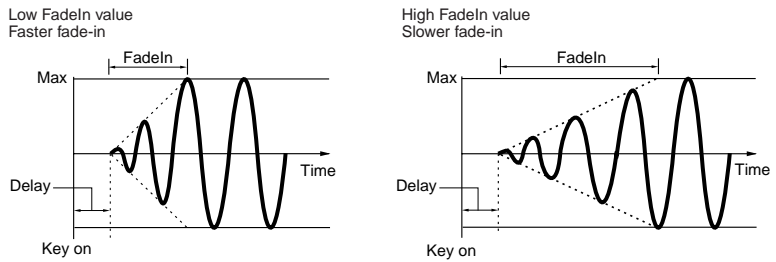 Low FadeIn value
Faster fade-in
FadeIn
Max
Time
Delay
Key on
High FadeIn value
Slower fade-in
FadeIn
Max
Time
Delay
Key on